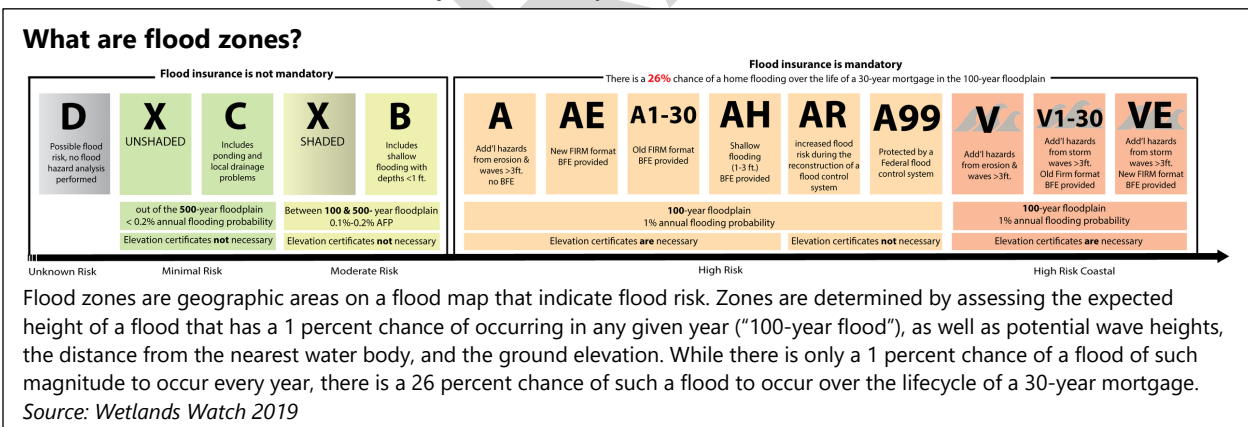 What are flood zones?
Flood insurance is not mandatory
Flood insurance is mandatory
There is a 26% chance of a home flooding over the life of a 30-year mortgage in the 100-year floodplain
D
Possible flood
risk, no flood
hazard analysis
performed
X
UNSHADED
C
Includes
ponding and
local drainage
problems
X
SHADED
B
Includes
shallow
flooding with
depths <1 ft.
A
Add'l hazards
from erosion &
waves >3ft.
no BFE
AE
New FIRM format
BFE provided
A1-30
Old FIRM format
BFE provided
AH
Shallow
flooding
(1-3 ft.)
BFE provided
AR
increased flood
risk during the
reconstruction of a
flood control
system
A99
Protected by a
Federal flood
control system
V
Add'l hazards
from erosion &
waves >3ft.
V1-30
Add'l hazards
from storm
waves >3ft.
Old Firm format
BFE provided
VE
Add'l hazards
from storm
waves >3ft.
New FIRM format
BFE provided
out of the 500-year floodplain
< 0.2% annual flooding probability
Between 100 & 500- year floodplain
0.1%-0.2% AFP
100-year floodplain
1% annual flooding probability
100-year floodplain
1% annual flooding probability
Elevation certificates not necessary
Elevation certificates not necessary
Elevation certificates are necessary
Elevation certificates not necessary
Elevation certificates are necessary
Unknown Risk
Minimal Risk
Moderate Risk
High Risk
High Risk Coastal
Flood zones are geographic areas on a flood map that indicate flood risk. Zones are determined by assessing the expected
height of a flood that has a 1 percent chance of occurring in any given year (“100-year flood”), as well as potential wave heights,
the distance from the nearest water body, and the ground elevation. While there is only a 1 percent chance of a flood of such
magnitude to occur every year, there is a 26 percent chance of such a flood to occur over the lifecycle of a 30-year mortgage.
Source: Wetlands Watch 2019